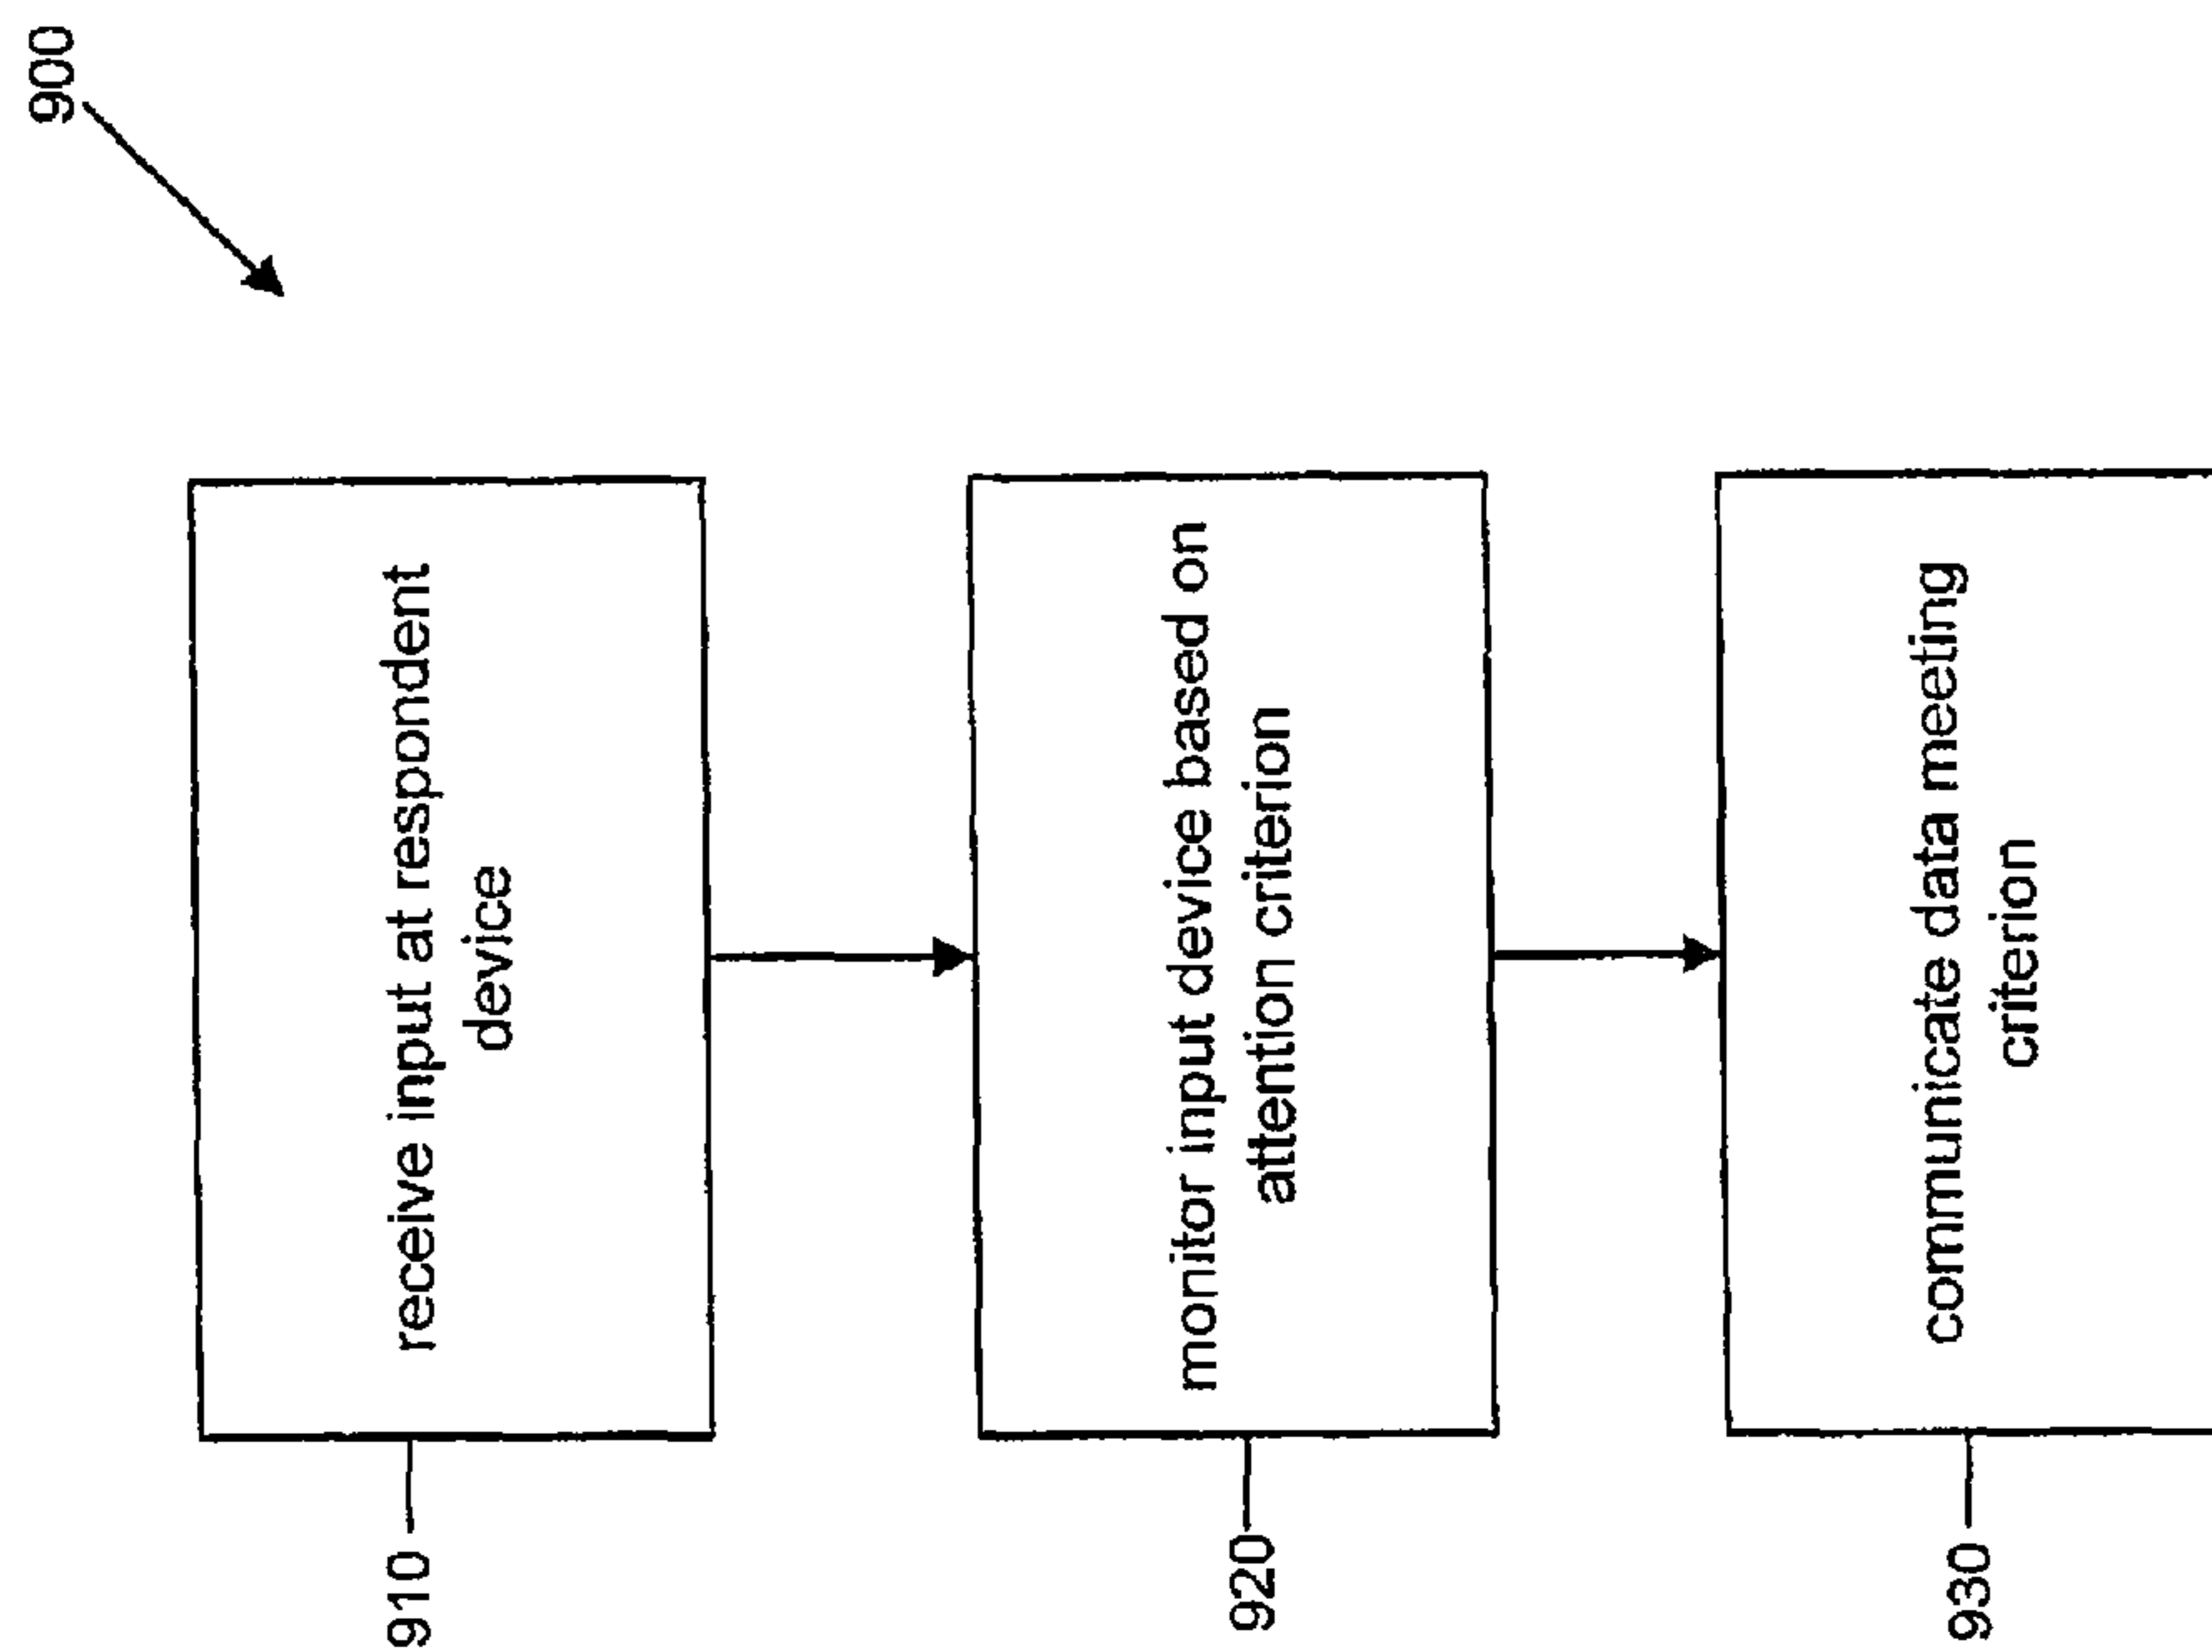 900
910
receive input at respondent
device
920
monitor input device based on
attention criterion
930
communicate data meeting
criterion